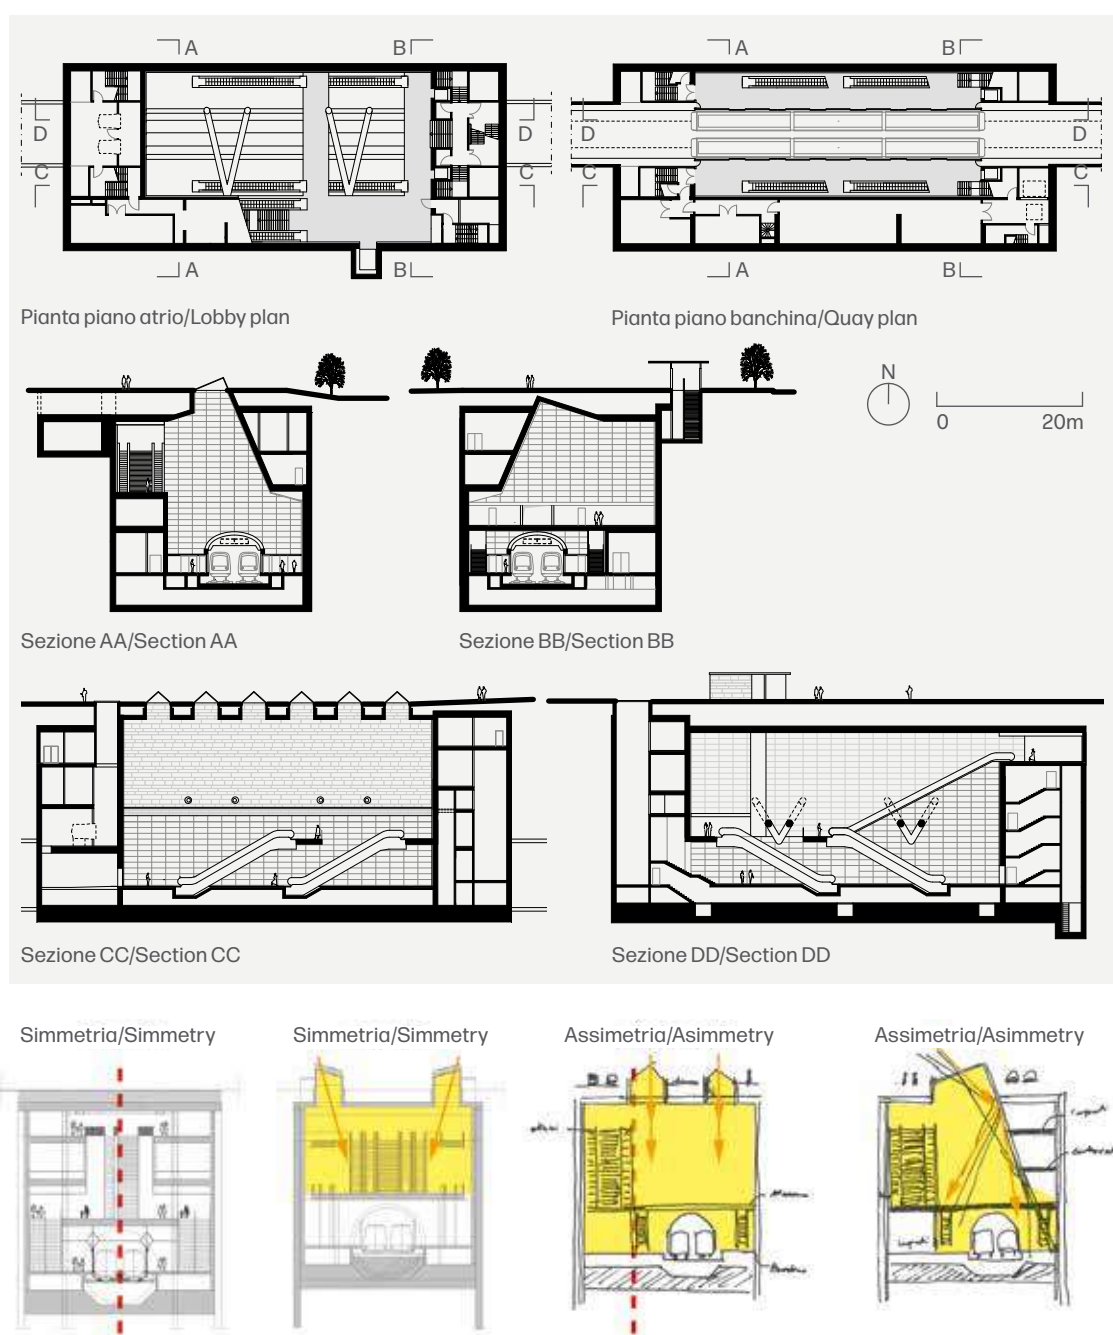 A B A B
D D D D
C C C C
A B A B
Pianta piano atrio/Lobby plan
Pianta piano banchina/Quay plan
N
0 20m
Sezione AA/Section AA
Sezione BB/Section BB
Sezione CC/Section CC
Sezione DD/Section DD
Simmetria/Simmetry
Simmetria/Simmetry
Assimetria/Asimmetry
Assimetria/Asimmetry